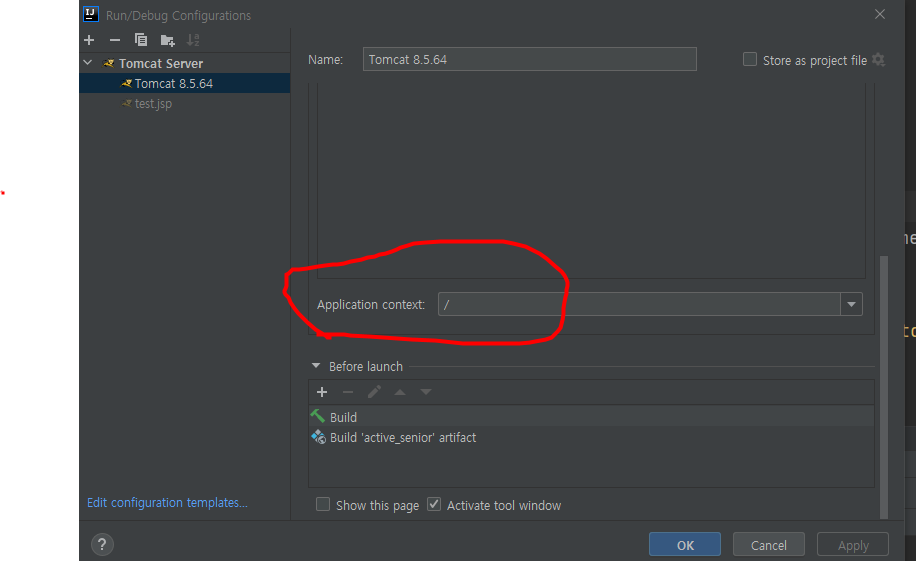 Run/Debug Configurations
Name: Tomcat 8.5.64 Store as project file
Tomcat Server
Tomcat 8.5.64
test.jsp
Application context: /
Before launch
Build
Build 'active_senior' artifact
Show this page Activate tool window
Edit configuration templates...
? OK Cancel Apply